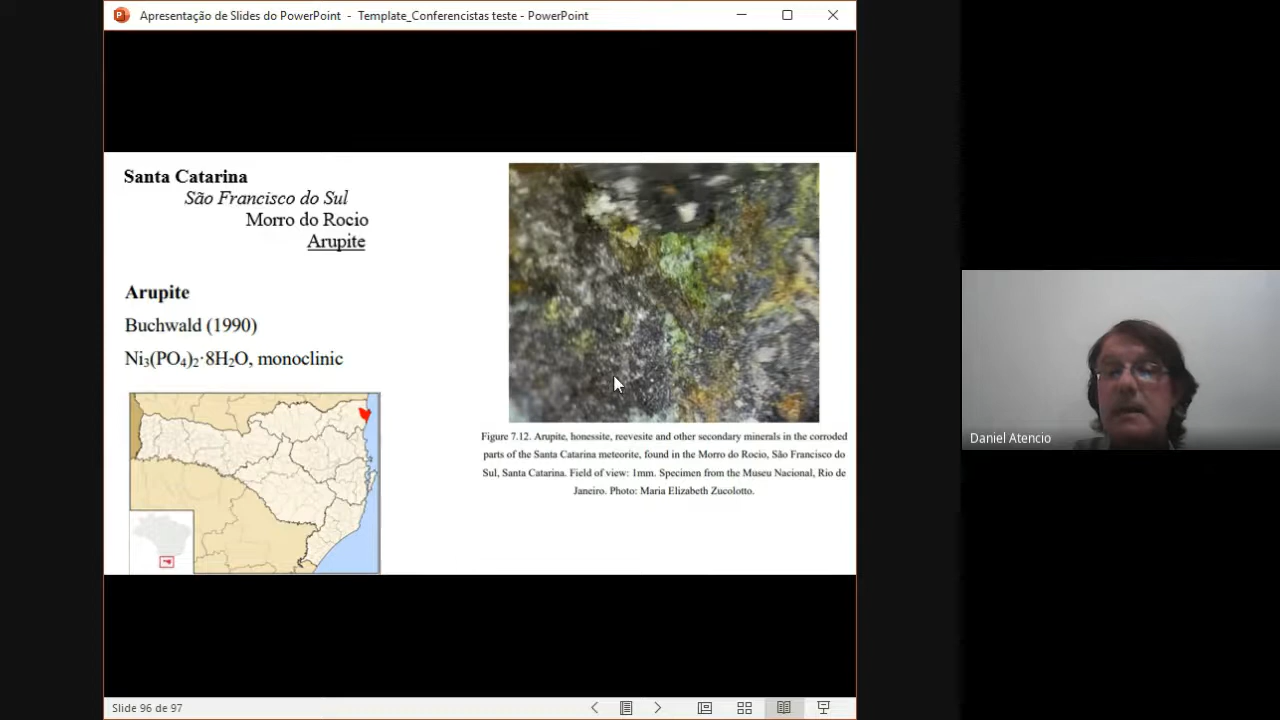 Apresentação de Slides do PowerPoint - Template_Conferencistas teste - PowerPoint
Santa Catarina
São Francisco do Sul
Morro do Rocio
Arupite
Arupite
Buchwald (1990)
Ni₃(PO₄)₂·8H₂O, monoclinic
Figure 7.12. Arupite, honessite, reevesite and other secondary minerals in the corroded
parts of the Santa Catarina meteorite, found in the Morro do Rocio, São Francisco do
Sul, Santa Catarina. Field of view: 1mm. Specimen from the Museu Nacional, Rio de
Janeiro. Photo: Maria Elizabeth Zucolotto.
Daniel Atencio
Slide 96 de 97